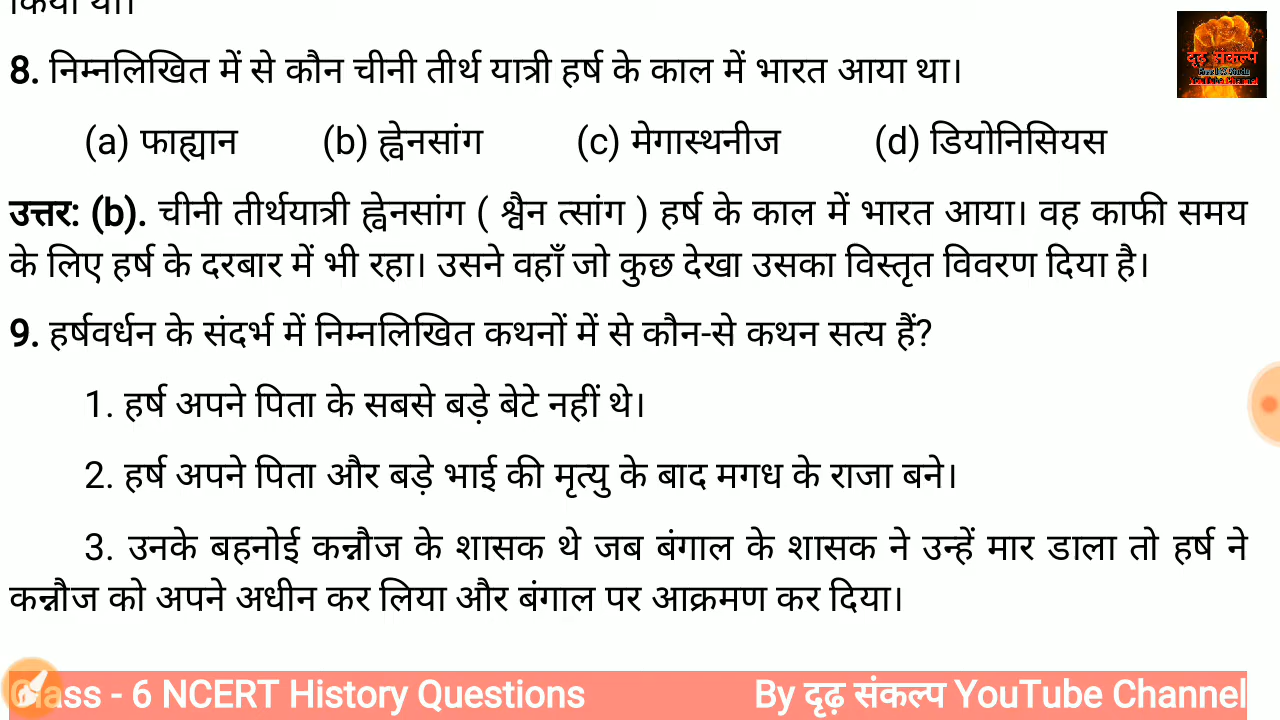 किया था।
8. निम्नलिखित में से कौन चीनी तीर्थ यात्री हर्ष के काल में भारत आया था।
(a) फाह्यान (b) ह्वेनसांग (c) मेगास्थनीज (d) डियोनिसियस
उत्तर: (b). चीनी तीर्थयात्री ह्वेनसांग ( श्वैन त्सांग ) हर्ष के काल में भारत आया। वह काफी समय
के लिए हर्ष के दरबार में भी रहा। उसने वहाँ जो कुछ देखा उसका विस्तृत विवरण दिया है।
9. हर्षवर्धन के संदर्भ में निम्नलिखित कथनों में से कौन-से कथन सत्य हैं?
1. हर्ष अपने पिता के सबसे बड़े बेटे नहीं थे।
2. हर्ष अपने पिता और बड़े भाई की मृत्यु के बाद मगध के राजा बने।
3. उनके बहनोई कन्नौज के शासक थे जब बंगाल के शासक ने उन्हें मार डाला तो हर्ष ने
कन्नौज को अपने अधीन कर लिया और बंगाल पर आक्रमण कर दिया।
Class - 6 NCERT History Questions By दृढ़ संकल्प YouTube Channel
दृढ़ संकल्प
YouTube Channel